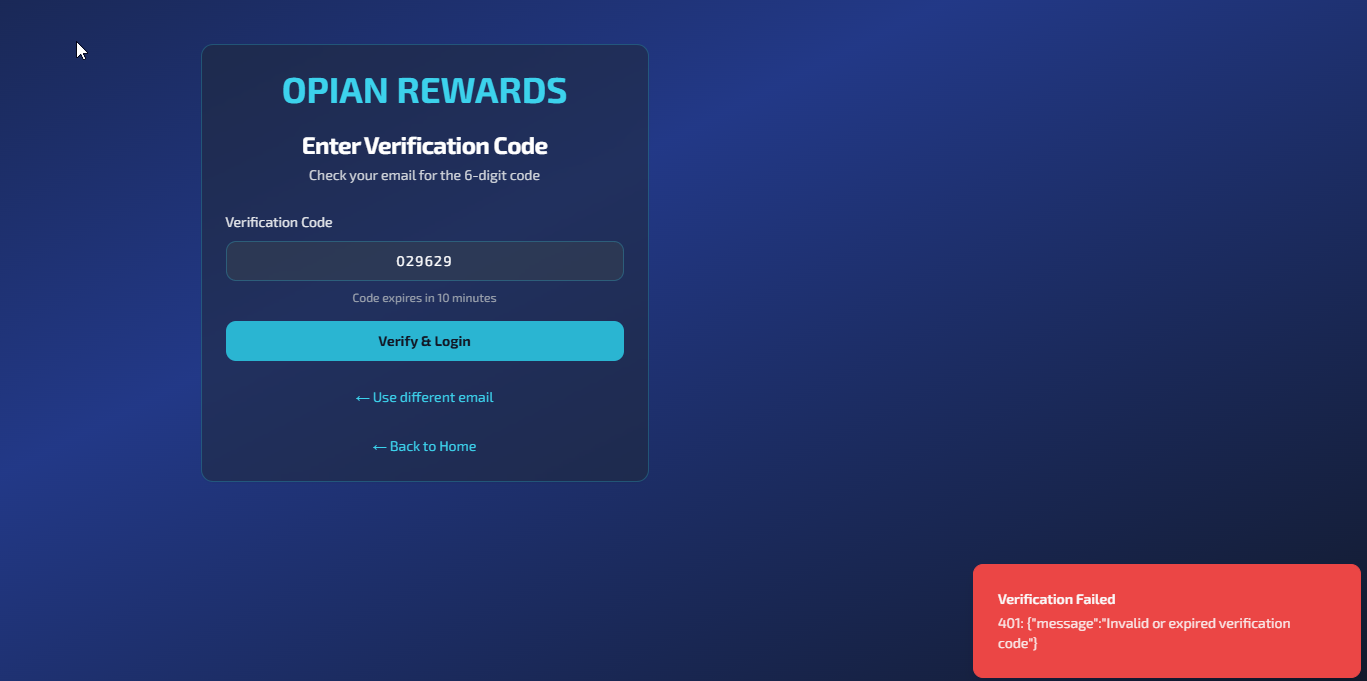 OPIAN REWARDS
Enter Verification Code
Check your email for the 6-digit code
Verification Code
029629
Code expires in 10 minutes
Verify & Login
← Use different email
← Back to Home
Verification Failed
401: {"message":"Invalid or expired verification
code"}